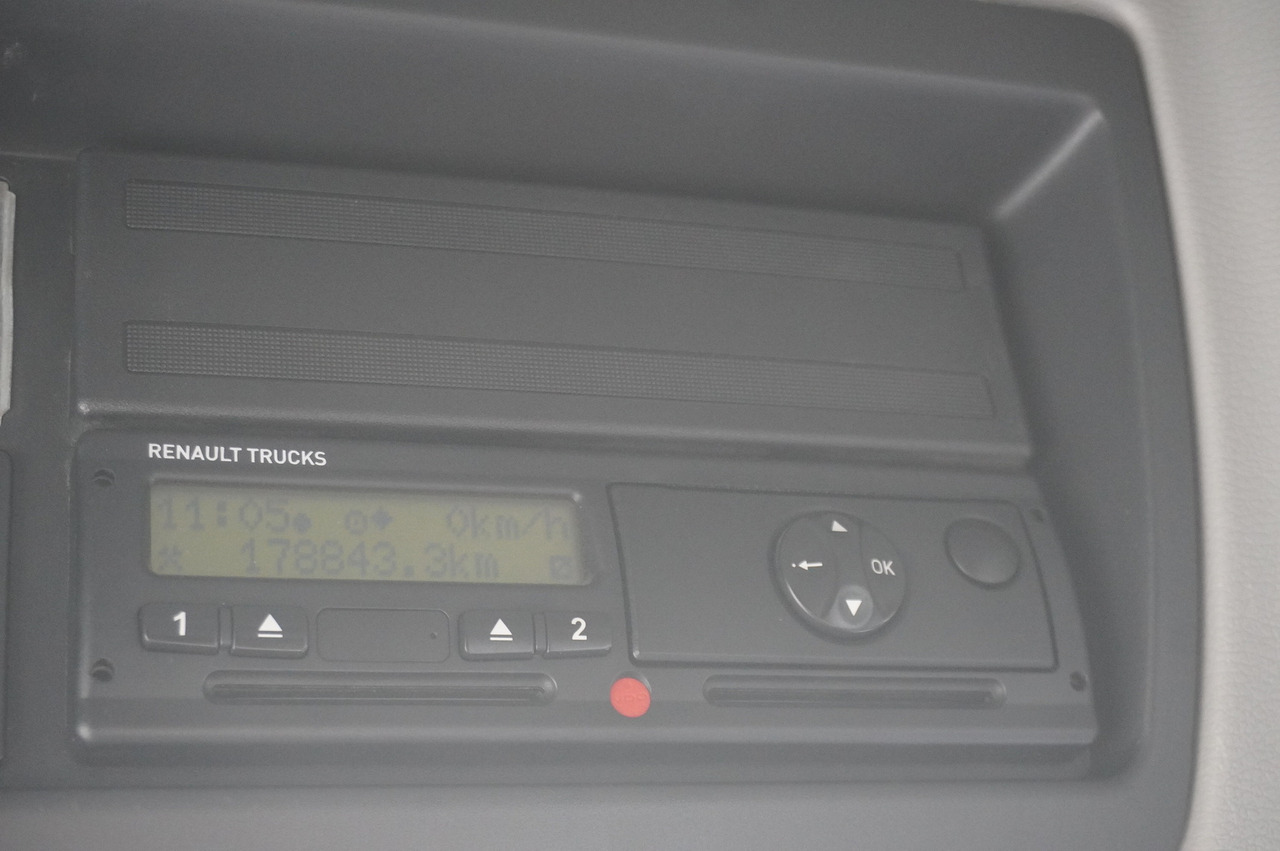 RENAULT TRUCKS
11:05 0km/h
178843.3km
1 2
OK